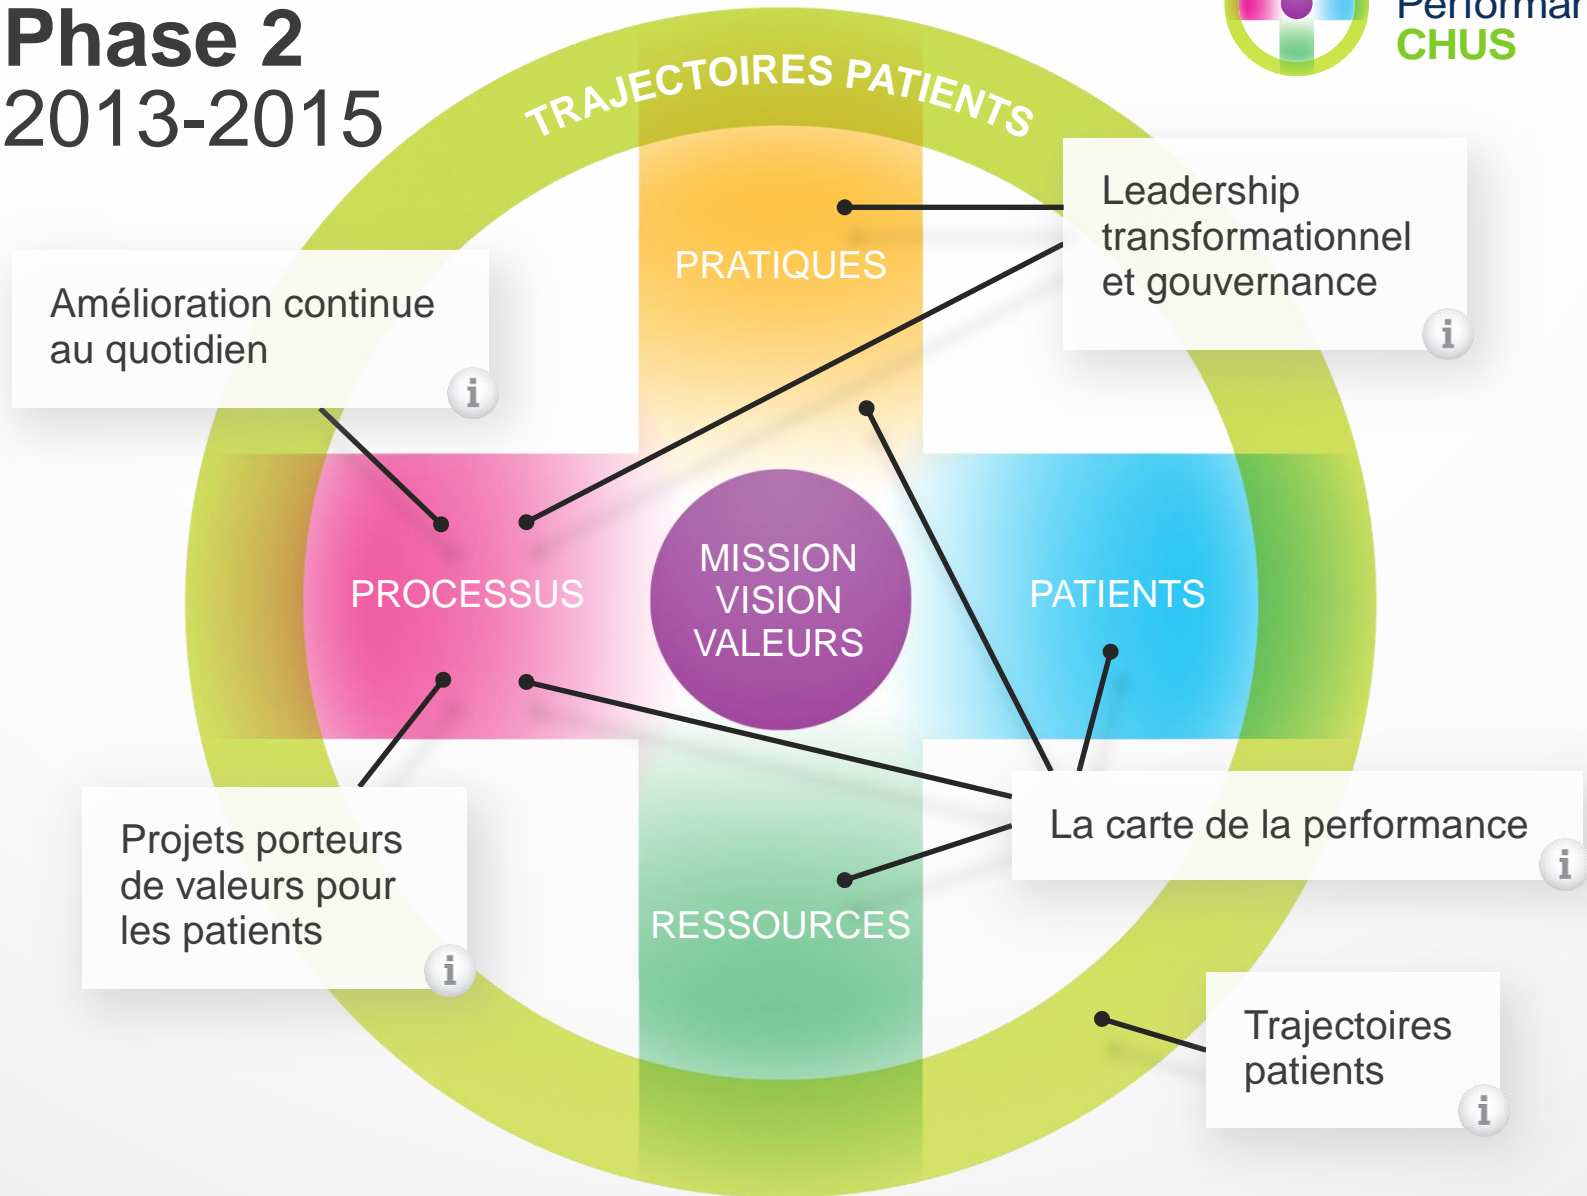 Phase 2
2013-2015
CHUS
TRAJECTOIRES PATIENTS
Leadership
transformationnel
et gouvernance
i
PRATIQUES
Amélioration continue
au quotidien
i
PROCESSUS
MISSION
VISION
VALEURS
PATIENTS
Projets porteurs
de valeurs pour
les patients
i
La carte de la performance
i
RESSOURCES
Trajectoires
patients
i